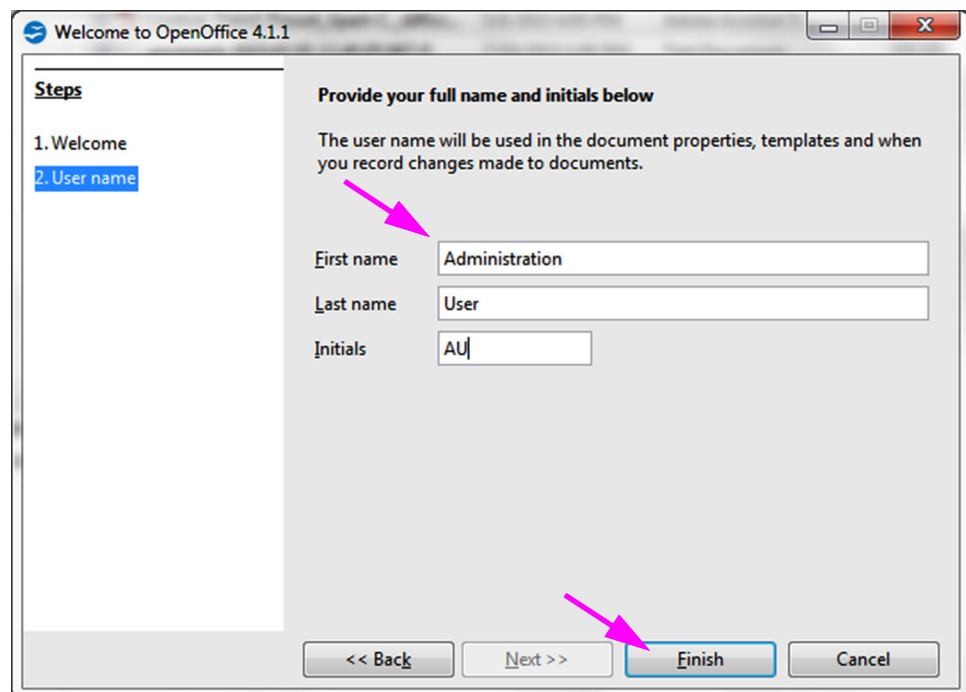 Welcome to OpenOffice 4.1.1
Steps
1. Welcome
2. User name
Provide your full name and initials below
The user name will be used in the document properties, templates and when
you record changes made to documents.
First name Administration
Last name User
Initials AU
<< Back Next >> Finish Cancel